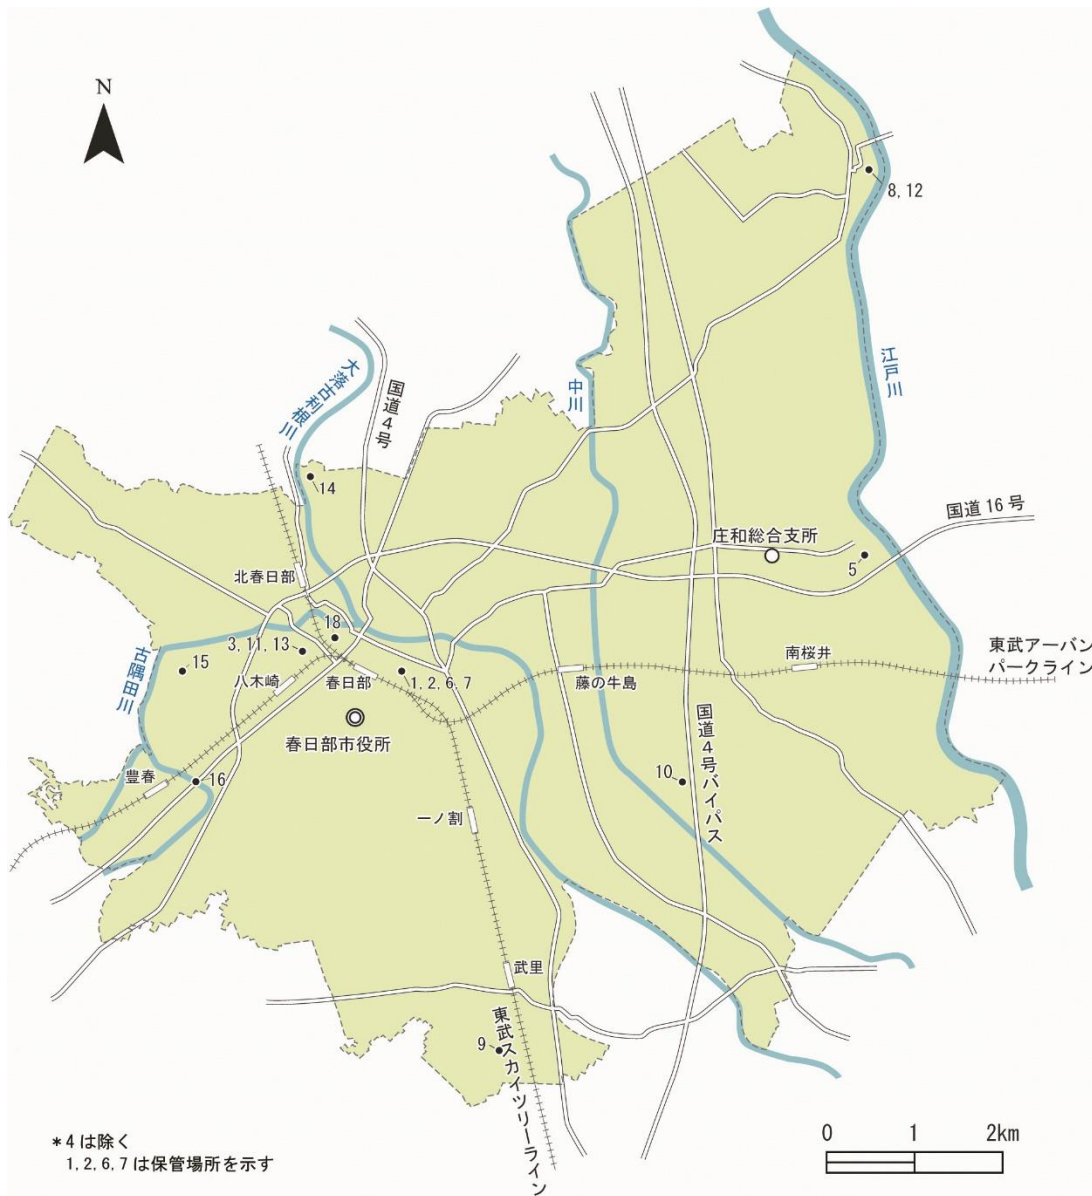 N
8, 12
江戸川
中川
大落古利根川
国道4号
14
国道16号
庄和総合支所
5
北春日部
18
3, 11, 13
古隅田川
15
八木崎
春日部
1, 2, 6, 7
藤の牛島
南桜井
東武アーバン
パークライン
春日部市役所
国道4号バイパス
10
豊春
16
一ノ割
武里
9
東武スカイツリーライン
*4は除く
1, 2, 6, 7は保管場所を示す
0 1 2km